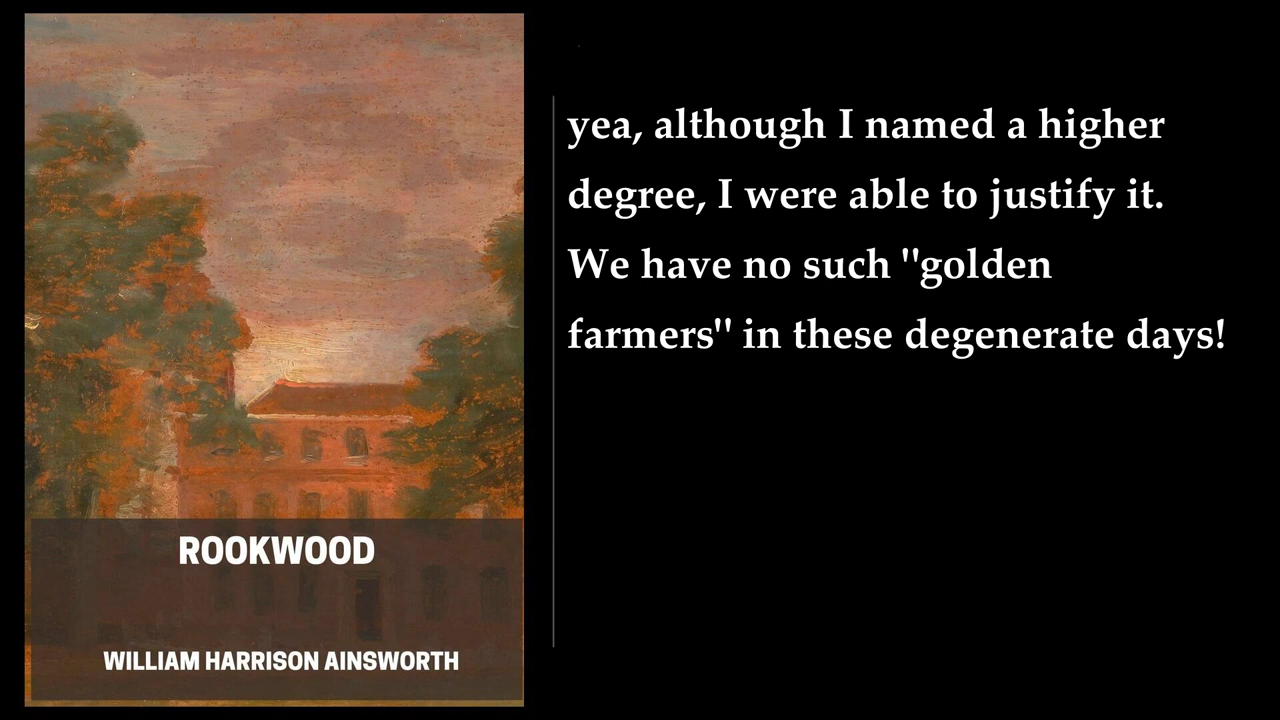 ROOKWOOD
WILLIAM HARRISON AINSWORTH
yea, although I named a higher
degree, I were able to justify it.
We have no such "golden
farmers" in these degenerate days!